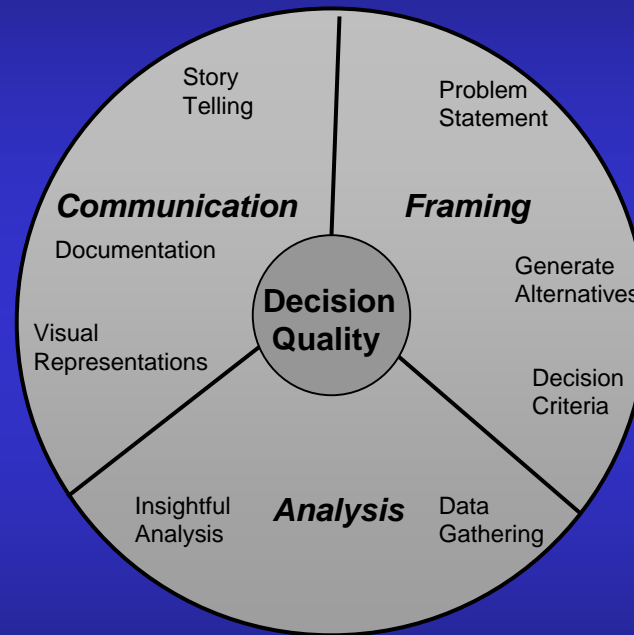 Story
Telling
Problem
Statement
Communication
Framing
Documentation
Generate
Alternatives
Decision
Quality
Visual
Representations
Decision
Criteria
Insightful
Analysis
Analysis
Data
Gathering